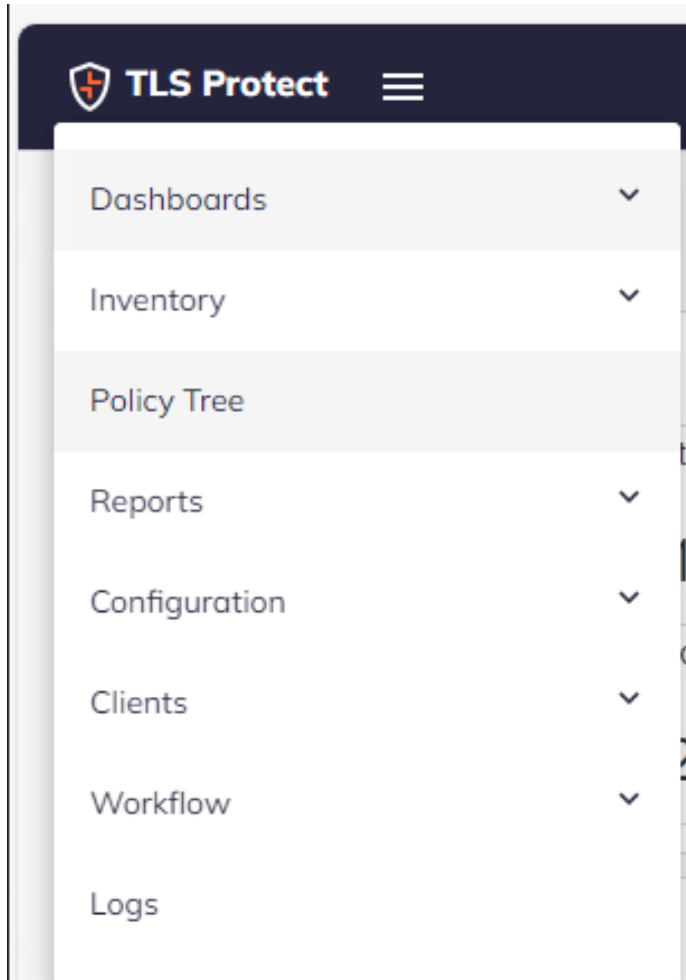 TLS Protect
Dashboards
Inventory
Policy Tree
Reports
Configuration
Clients
Workflow
Logs